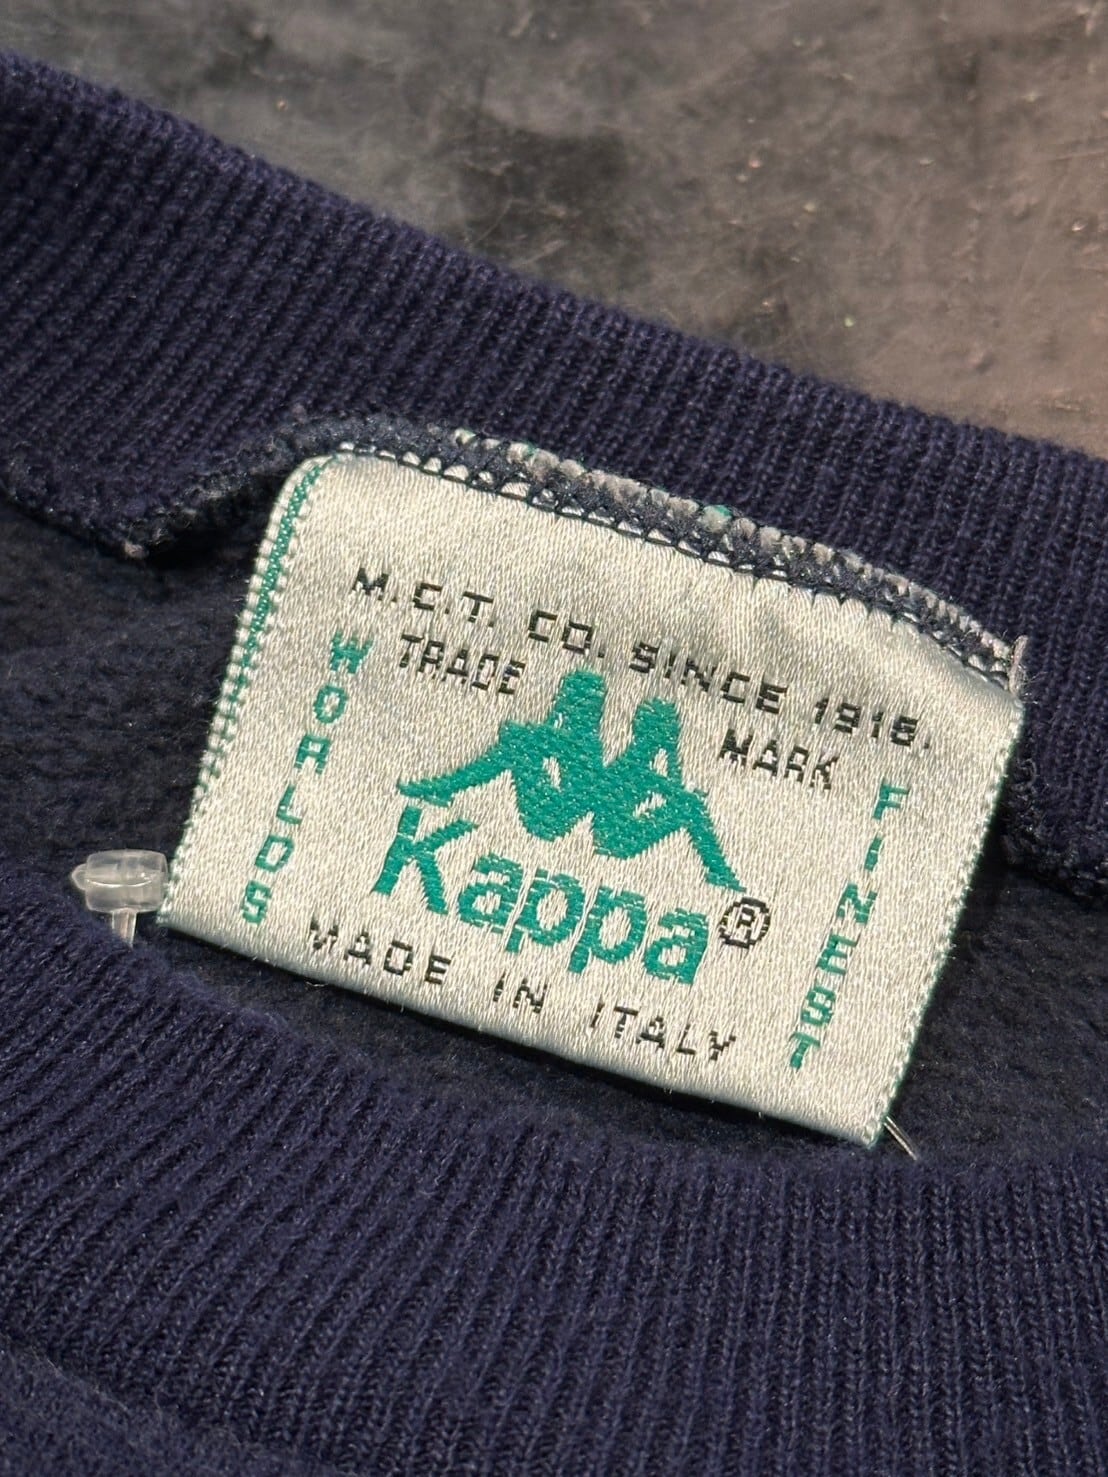 M.C.T. CO. SINCE 1916.
TRADE MARK
WORLDS
FINEST
Kappa®
MADE IN ITALY